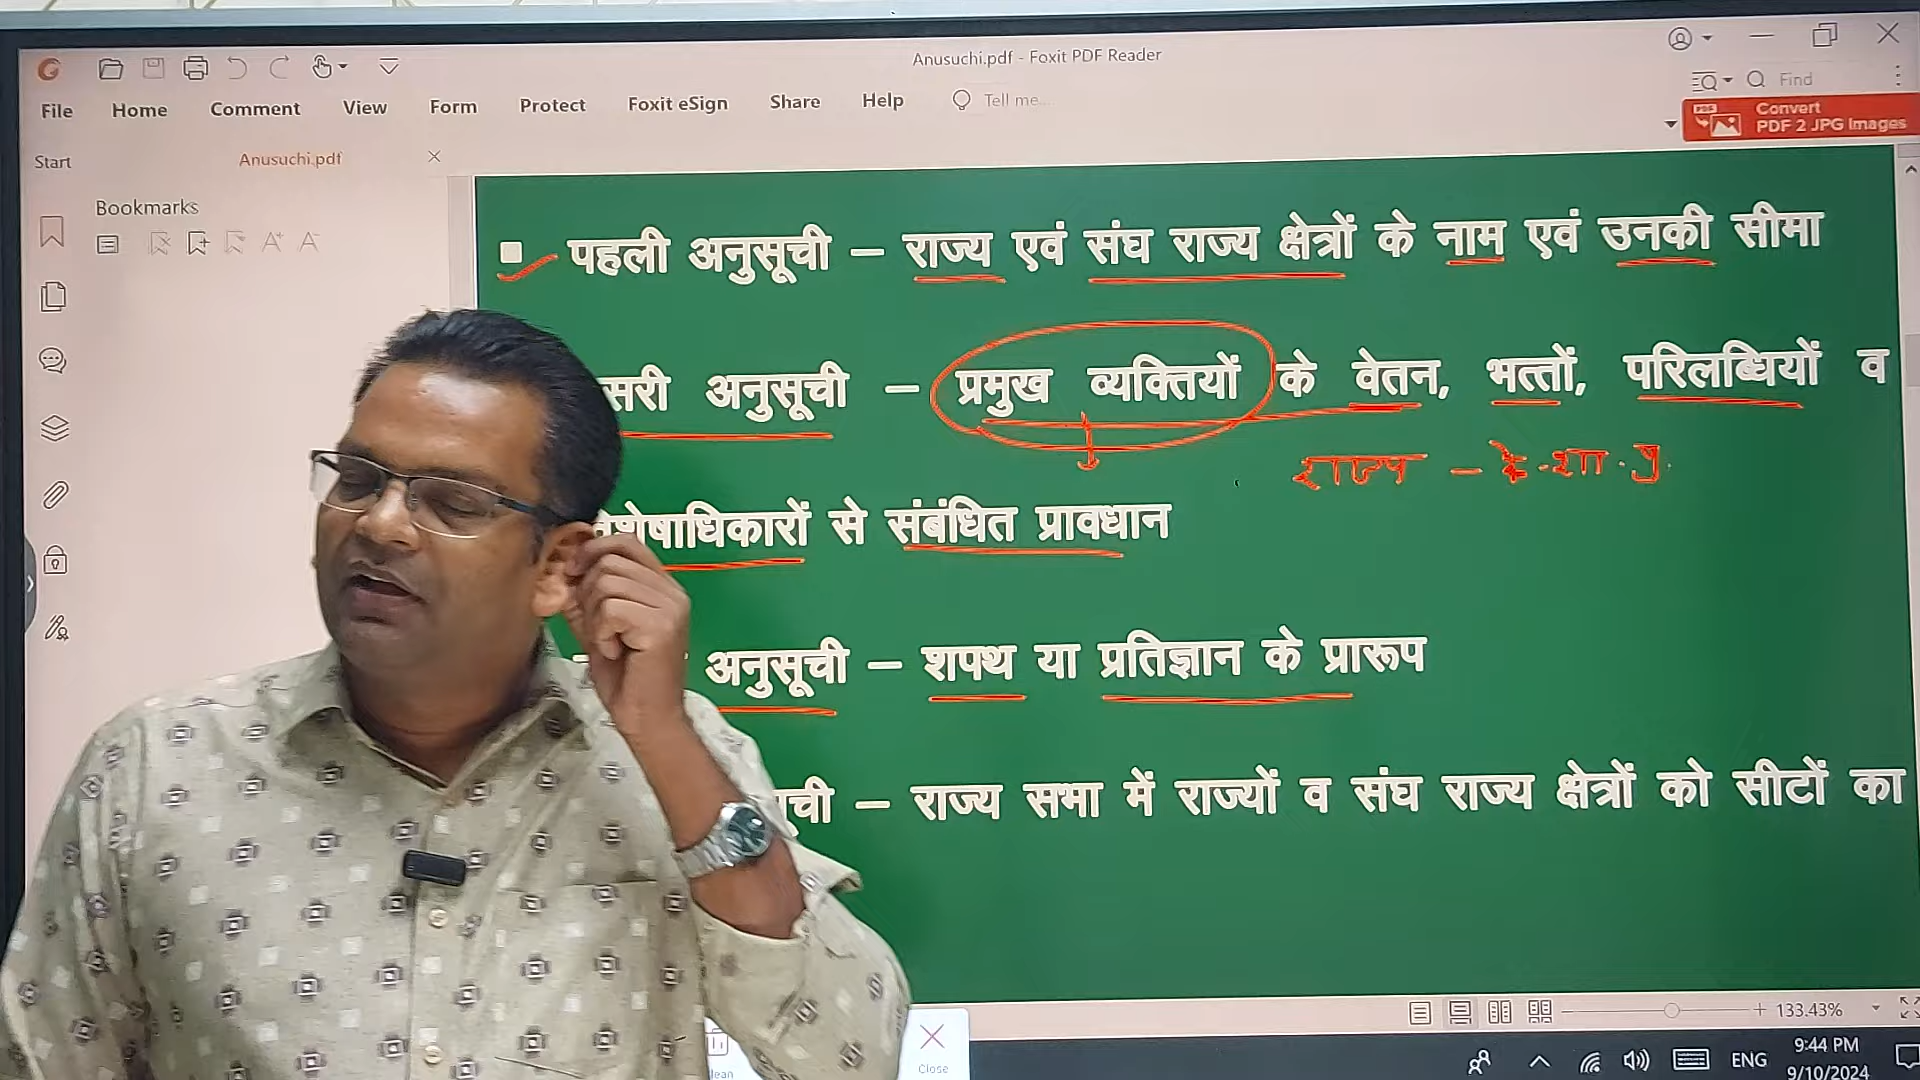 Anusuchi.pdf - Foxit PDF Reader
File Home Comment View Form Protect Foxit eSign Share Help Tell me...
Find
Convert
PDF 2 JPG Images
Start Anusuchi.pdf
Bookmarks
पहली अनुसूची – राज्य एवं संघ राज्य क्षेत्रों के नाम एवं उनकी सीमा
सरी अनुसूची – प्रमुख व्यक्तियों के वेतन, भत्तों, परिलब्धियों व
राज्य –
शेषाधिकारों से संबंधित प्रावधान
अनुसूची – शपथ या प्रतिज्ञान के प्रारूप
ूची – राज्य सभा में राज्यों व संघ राज्य क्षेत्रों को सीटों का
133.43%
Close
ENG
9:44 PM
9/10/2024